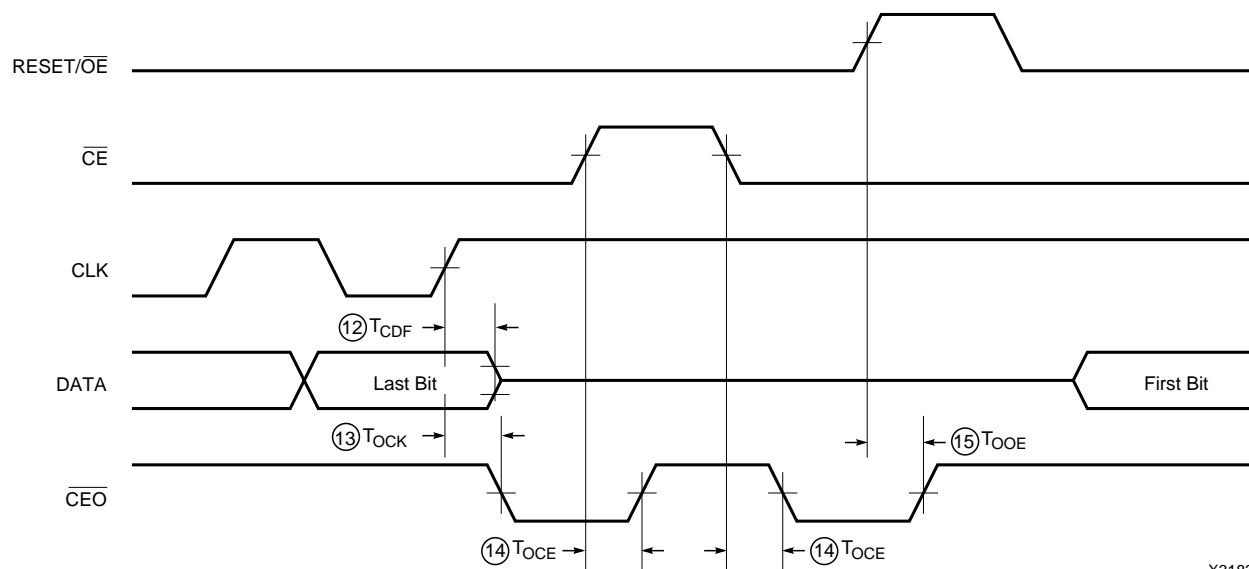 RESET/OE
CE
CLK
12 TCDF
DATA
Last Bit
First Bit
13 TOCK
15 TOOE
CEO
14 TOCE
14 TOCE